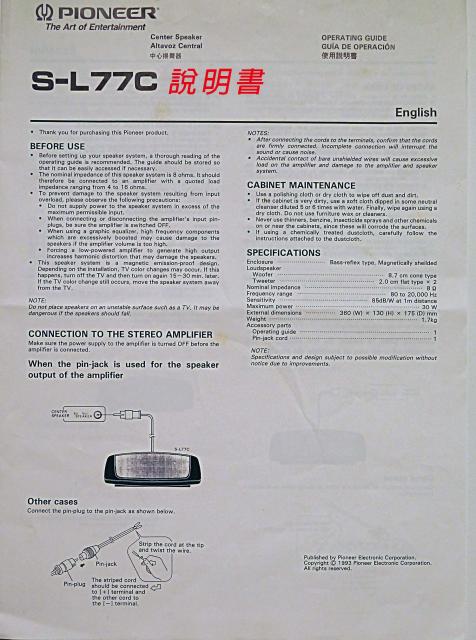 PIONEER
The Art of Entertainment
Center Speaker
Altavoz Central
中心揚聲器
OPERATING GUIDE
GUÍA DE OPERACIÓN
使用說明書
S-L77C 說明書
English
• Thank you for purchasing this Pioneer product.
BEFORE USE
• Before setting up your speaker system, a thorough reading of the
operating guide is recommended. The guide should be stored so
that it can be easily accessed if necessary.
• The nominal impedance of this speaker system is 8 ohms. It should
therefore be connected to an amplifier with a quoted load
impedance ranging from 4 to 16 ohms.
• To prevent damage to the speaker system resulting from input
overload, please observe the following precautions:
• Do not supply power to the speaker system in excess of the
maximum permissible input.
• When connecting or disconnecting the amplifier's input pin-
plugs, be sure the amplifier is switched OFF.
• When using a graphic equalizer, high frequency components
which are excessively boosted may cause damage to the
speakers if the amplifier volume is too high.
• Forcing a low-powered amplifier to generate high output
increases harmonic distortion that may damage the speakers.
• This speaker system is a magnetic emission-proof design.
Depending on the installation, TV color changes may occur. If this
happens, turn off the TV and then turn on again 15~30 min. later.
If the TV color change still occurs, move the speaker system away
from the TV.
NOTE:
Do not place speakers on an unstable surface such as a TV. It may be
dangerous if the speakers should fall.
CONNECTION TO THE STEREO AMPLIFIER
Make sure the power supply to the amplifier is turned OFF before the
amplifier is connected.
When the pin-jack is used for the speaker
output of the amplifier
CENTER
SPEAKER
S-L77C
Other cases
Connect the pin-plug to the pin-jack as shown below.
Strip the cord at the tip
and twist the wire.
Pin-jack
Pin-plug
The striped cord
should be connected
to [+] terminal and
the other cord to
the [−] terminal.
NOTES:
• After connecting the cords to the terminals, confirm that the cords
are firmly connected. Incomplete connection will interrupt the
sound or cause noise.
• Accidental contact of bare unshielded wires will cause excessive
load on the amplifier and damage to the amplifier and speaker
system.
CABINET MAINTENANCE
• Use a polishing cloth or dry cloth to wipe off dust and dirt.
• If the cabinet is very dirty, use a soft cloth dipped in some neutral
cleanser diluted 5 or 6 times with water. Finally, wipe again using a
dry cloth. Do not use furniture wax or cleaners.
• Never use thinners, benzine, insecticide sprays and other chemicals
on or near the cabinets, since these will corrode the surfaces.
• If using a chemically treated dustcloth, carefully follow the
instructions attached to the dustcloth.
SPECIFICATIONS
Enclosure Bass-reflex type, Magnetically shielded
Loudspeaker
Woofer 8.7 cm cone type
Tweeter 2.0 cm flat type × 2
Nominal impedance 8 Ω
Frequency range 80 to 20,000 Hz
Sensitivity 85dB/W at 1m distance
Maximum power 30 W
External dimensions 360 (W) × 130 (H) × 175 (D) mm
Weight 1.7kg
Accessory parts
Operating guide 1
Pin-jack cord 1
NOTE:
Specifications and design subject to possible modification without
notice due to improvements.
Published by Pioneer Electronic Corporation.
Copyright © 1993 Pioneer Electronic Corporation.
All rights reserved.